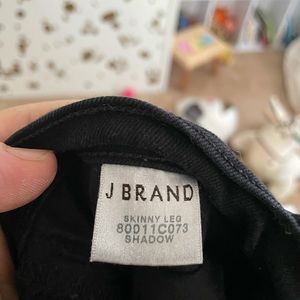 J BRAND
SKINNY LEG
80011C073
SHADOW